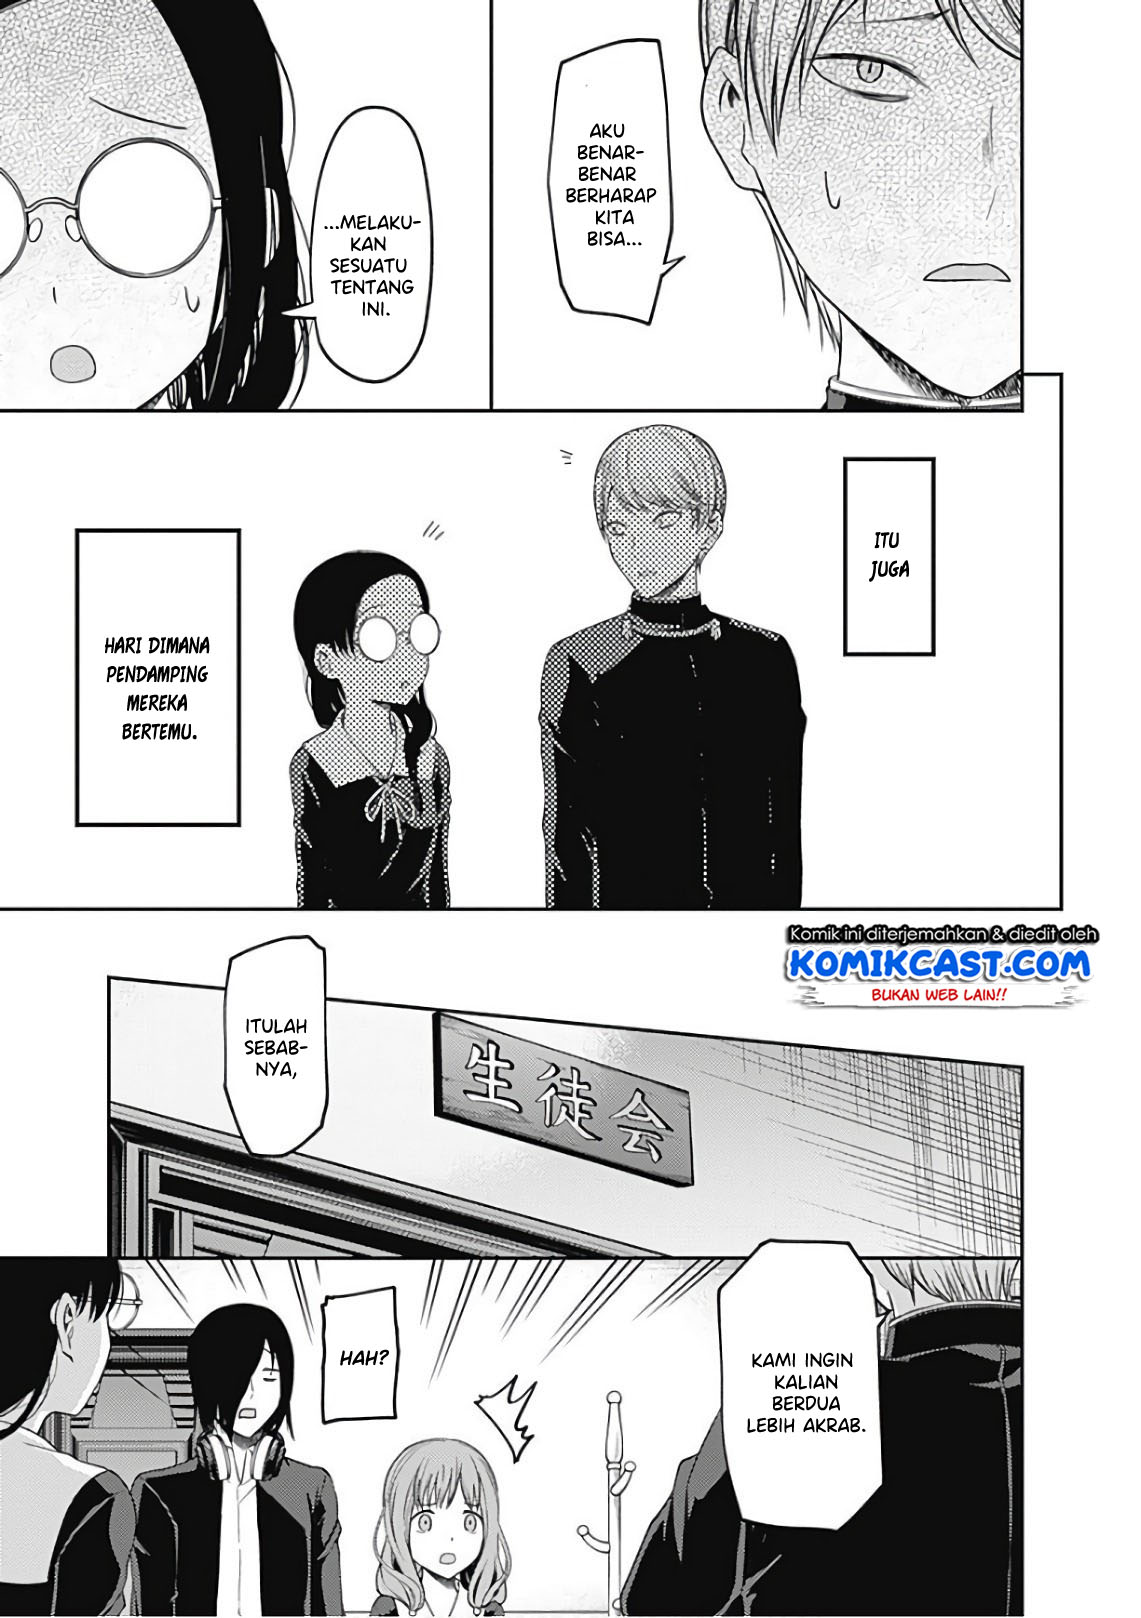 AKU
BENAR-
BENAR
BERHARAP
KITA
BISA...
...MELAKU-
KAN
SESUATU
TENTANG
INI.
ITU
JUGA
HARI DIMANA
PENDAMPING
MEREKA
BERTEMU.
Komik ini diterjemahkan & diedit oleh
KOMIKCAST.COM
BUKAN WEB LAIN!!
ITULAH
SEBAB-
NYA,
生徒会
KAMI INGIN
KALIAN
BERDUA
LEBIH AKRAB.
HAH?